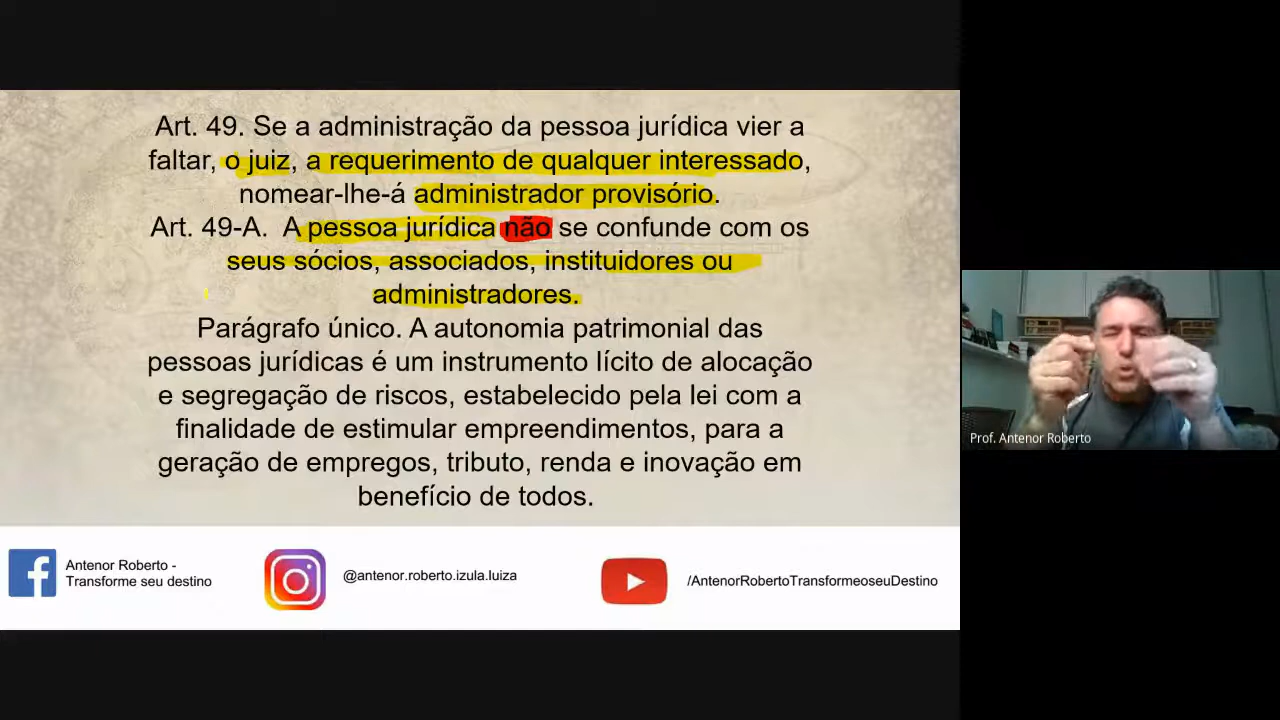 Art. 49. Se a administração da pessoa jurídica vier a
faltar, o juiz, a requerimento de qualquer interessado,
nomear-lhe-á administrador provisório.
Art. 49-A. A pessoa jurídica não se confunde com os
seus sócios, associados, instituidores ou
administradores.
Parágrafo único. A autonomia patrimonial das
pessoas jurídicas é um instrumento lícito de alocação
e segregação de riscos, estabelecido pela lei com a
finalidade de estimular empreendimentos, para a
geração de empregos, tributo, renda e inovação em
benefício de todos.
Antenor Roberto -
Transforme seu destino
@antenor.roberto.izula.luiza
/AntenorRobertoTransformeoseuDestino
Prof. Antenor Roberto